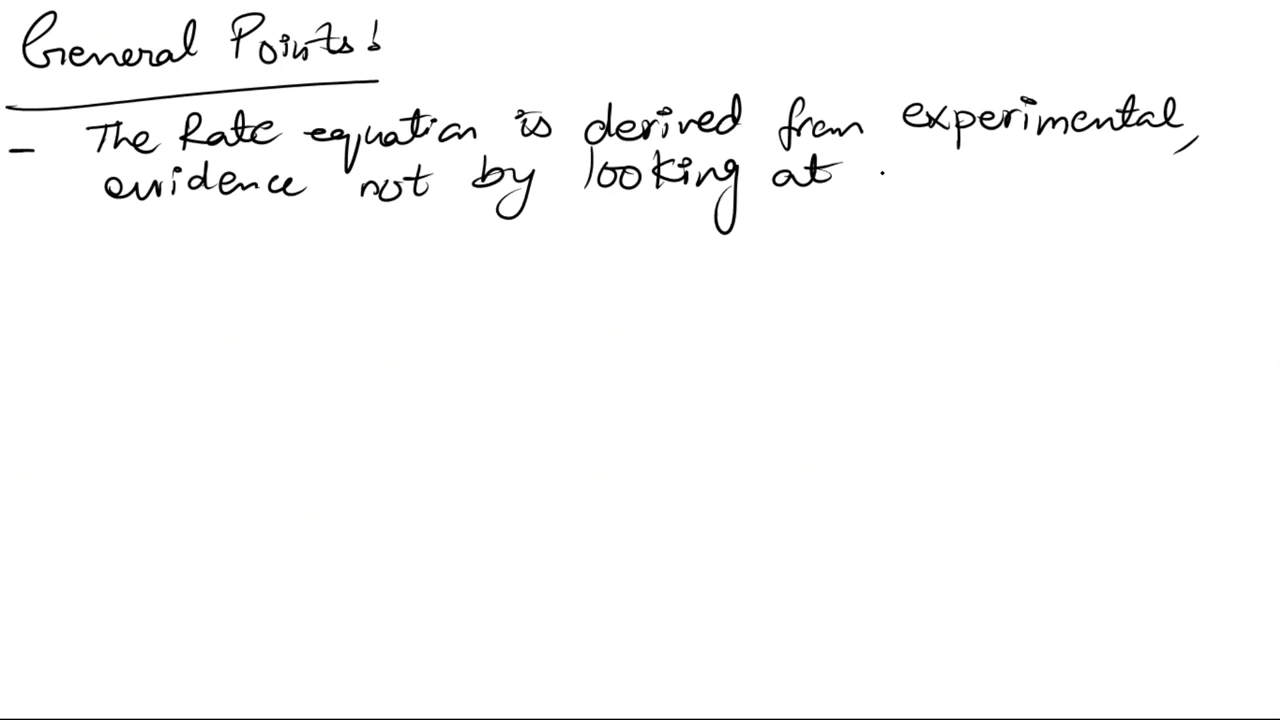 General Points!
- The Rate equation is derived from experimental,
evidence not by looking at